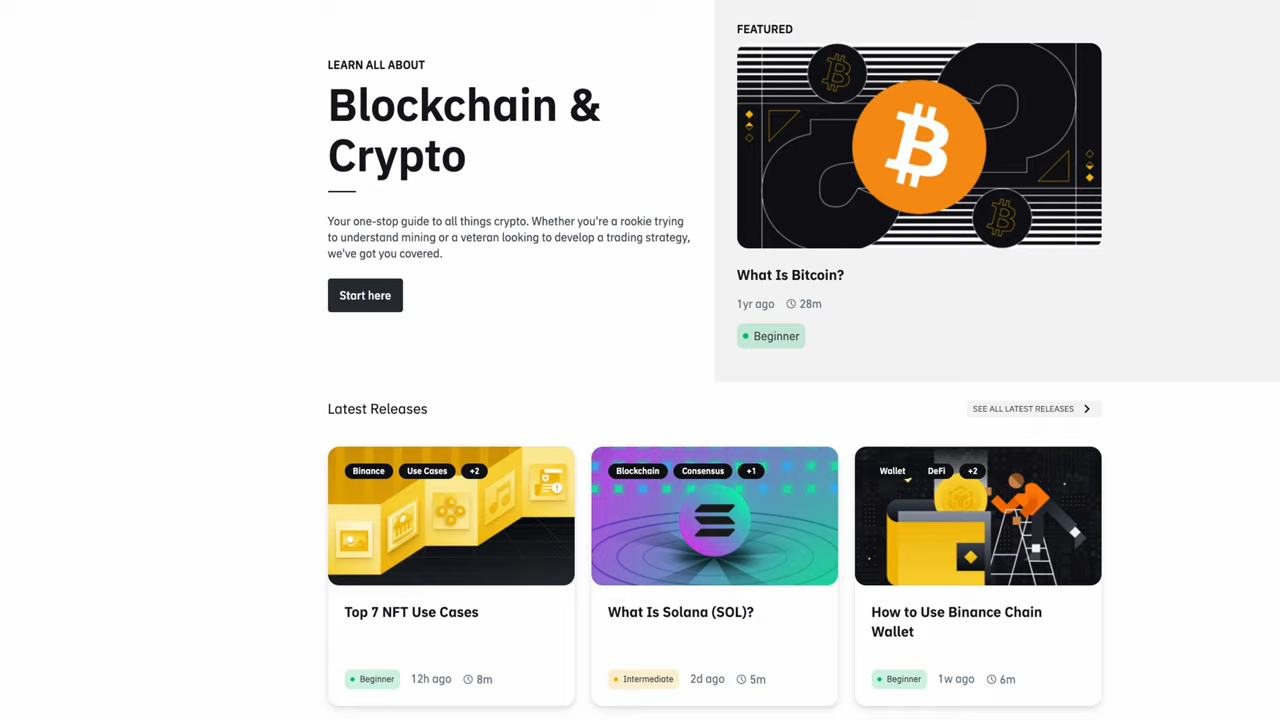 LEARN ALL ABOUT
Blockchain &
Crypto
Your one-stop guide to all things crypto. Whether you're a rookie trying
to understand mining or a veteran looking to develop a trading strategy,
we've got you covered.
Start here
FEATURED
What Is Bitcoin?
1yr ago 28m
Beginner
Latest Releases
SEE ALL LATEST RELEASES
Binance Use Cases +2
Top 7 NFT Use Cases
Beginner 12h ago 8m
Blockchain Consensus +1
What Is Solana (SOL)?
Intermediate 2d ago 5m
Wallet DeFi +2
How to Use Binance Chain
Wallet
Beginner 1w ago 6m